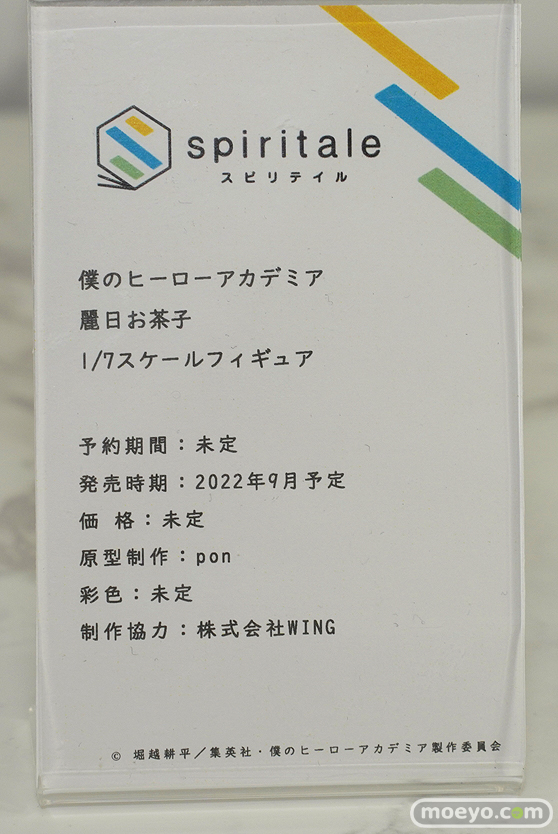 spiritale
スピリテイル
僕のヒーローアカデミア
麗日お茶子
1/7スケールフィギュア
予約期間：未定
発売時期：2022年9月予定
価 格：未定
原型制作：pon
彩色：未定
制作協力：株式会社WING
© 堀越耕平／集英社・僕のヒーローアカデミア製作委員会
moeyo.com